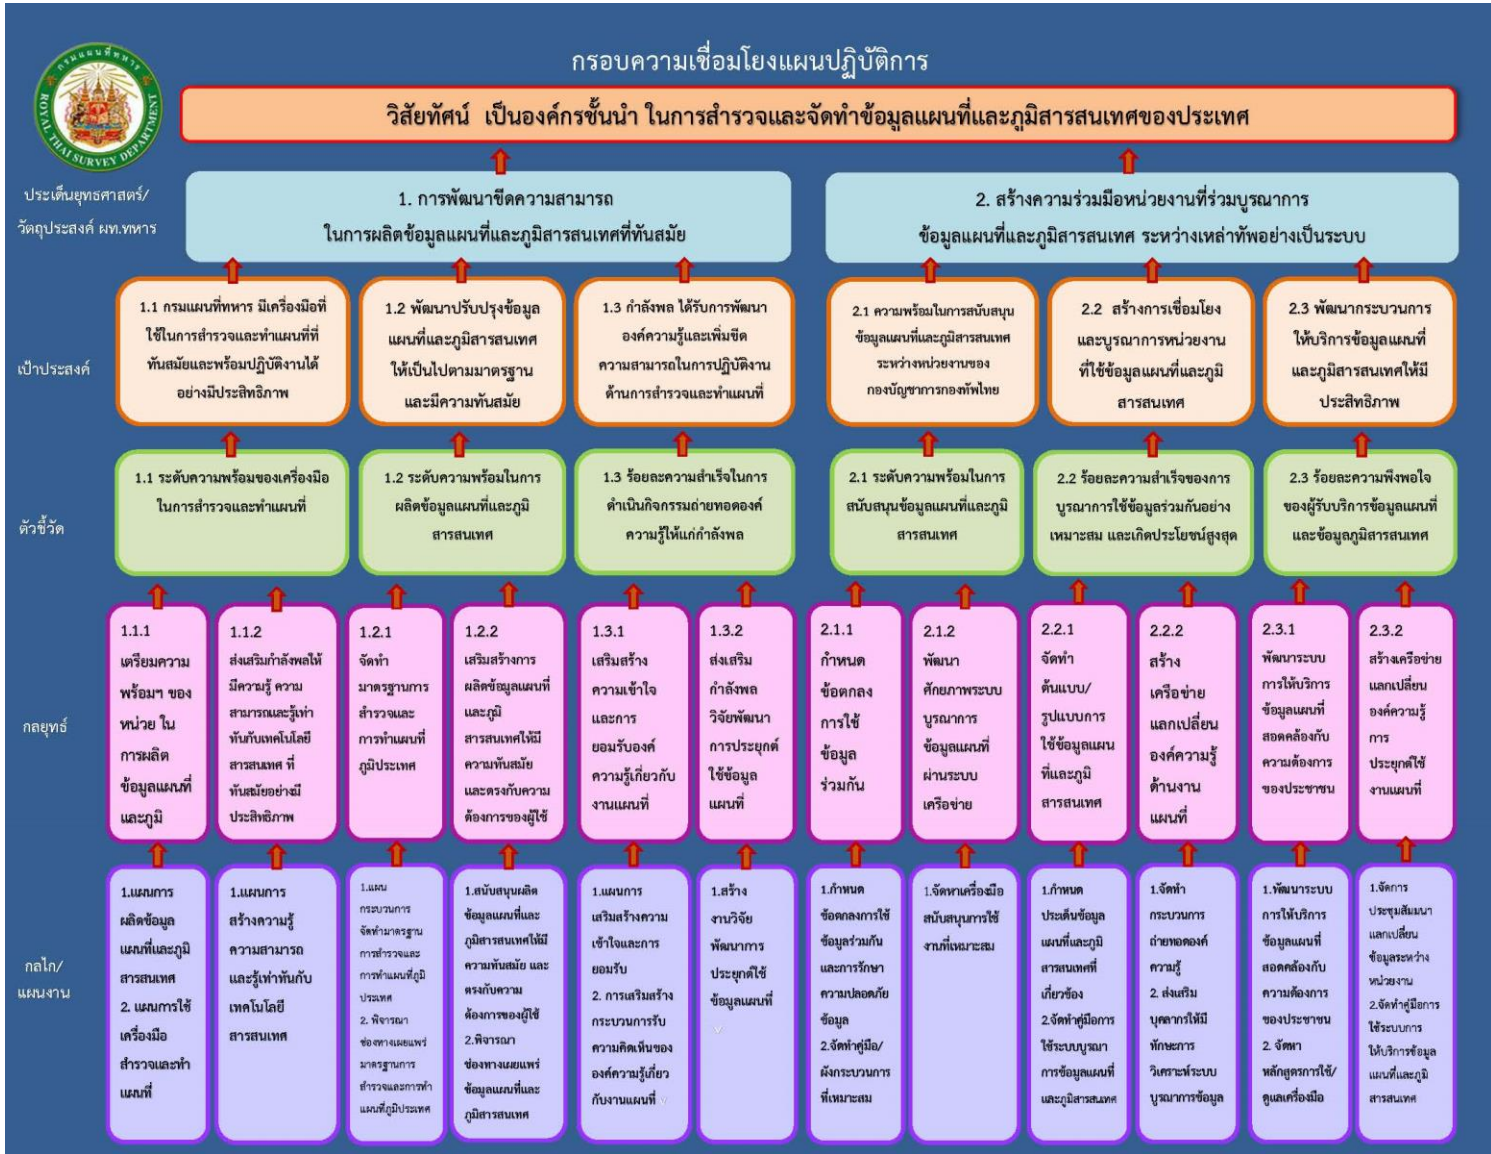 กรอบความเชื่อมโยงแผนปฏิบัติการ
กรมแผนที่ทหาร
ROYAL THAI SURVEY DEPARTMENT
วิสัยทัศน์ เป็นองค์กรชั้นนำ ในการสำรวจและจัดทำข้อมูลแผนที่และภูมิสารสนเทศของประเทศ
ประเด็นยุทธศาสตร์/
วัตถุประสงค์ ผท.ทหาร
1. การพัฒนาขีดความสามารถ
ในการผลิตข้อมูลแผนที่และภูมิสารสนเทศที่ทันสมัย
2. สร้างความร่วมมือหน่วยงานที่ร่วมบูรณาการ
ข้อมูลแผนที่และภูมิสารสนเทศ ระหว่างเหล่าทัพอย่างเป็นระบบ
เป้าประสงค์
1.1 กรมแผนที่ทหาร มีเครื่องมือที่
ใช้ในการสำรวจและทำแผนที่ที่
ทันสมัยและพร้อมปฏิบัติงานได้
อย่างมีประสิทธิภาพ
1.2 พัฒนาปรับปรุงข้อมูล
แผนที่และภูมิสารสนเทศ
ให้เป็นไปตามมาตรฐาน
และมีความทันสมัย
1.3 กำลังพล ได้รับการพัฒนา
องค์ความรู้และเพิ่มขีด
ความสามารถในการปฏิบัติงาน
ด้านการสำรวจและทำแผนที่
2.1 ความพร้อมในการสนับสนุน
ข้อมูลแผนที่และภูมิสารสนเทศ
ระหว่างหน่วยงานของ
กองบัญชาการกองทัพไทย
2.2 สร้างการเชื่อมโยง
และบูรณาการหน่วยงาน
ที่ใช้ข้อมูลแผนที่และภูมิ
สารสนเทศ
2.3 พัฒนากระบวนการ
ให้บริการข้อมูลแผนที่
และภูมิสารสนเทศให้มี
ประสิทธิภาพ
ตัวชี้วัด
1.1 ระดับความพร้อมของเครื่องมือ
ในการสำรวจและทำแผนที่
1.2 ระดับความพร้อมในการ
ผลิตข้อมูลแผนที่และภูมิ
สารสนเทศ
1.3 ร้อยละความสำเร็จในการ
ดำเนินกิจกรรมถ่ายทอดองค์
ความรู้ให้แก่กำลังพล
2.1 ระดับความพร้อมในการ
สนับสนุนข้อมูลแผนที่และภูมิ
สารสนเทศ
2.2 ร้อยละความสำเร็จของการ
บูรณาการใช้ข้อมูลร่วมกันอย่าง
เหมาะสม และเกิดประโยชน์สูงสุด
2.3 ร้อยละความพึงพอใจ
ของผู้รับบริการข้อมูลแผนที่
และข้อมูลภูมิสารสนเทศ
กลยุทธ์
1.1.1
เตรียมความ
พร้อมฯ ของ
หน่วย ใน
การผลิต
ข้อมูลแผนที่
และภูมิ
1.1.2
ส่งเสริมกำลังพลให้
มีความรู้ ความ
สามารถและรู้เท่า
ทันกับเทคโนโลยี
สารสนเทศ ที่
ทันสมัยอย่างมี
ประสิทธิภาพ
1.2.1
จัดทำ
มาตรฐานการ
สำรวจและ
การทำแผนที่
ภูมิประเทศ
1.2.2
เสริมสร้างการ
ผลิตข้อมูลแผนที่
และภูมิ
สารสนเทศให้มี
ความทันสมัย
และตรงกับความ
ต้องการของผู้ใช้
1.3.1
เสริมสร้าง
ความเข้าใจ
และการ
ยอมรับองค์
ความรู้เกี่ยวกับ
งานแผนที่
1.3.2
ส่งเสริม
กำลังพล
วิจัยพัฒนา
การประยุกต์
ใช้ข้อมูล
แผนที่
2.1.1
กำหนด
ข้อตกลง
การใช้
ข้อมูล
ร่วมกัน
2.1.2
พัฒนา
ศักยภาพระบบ
บูรณาการ
ข้อมูลแผนที่
ผ่านระบบ
เครือข่าย
2.2.1
จัดทำ
ต้นแบบ/
รูปแบบการ
ใช้ข้อมูลแผน
ที่และภูมิ
สารสนเทศ
2.2.2
สร้าง
เครือข่าย
แลกเปลี่ยน
องค์ความรู้
ด้านงาน
แผนที่
2.3.1
พัฒนาระบบ
การให้บริการ
ข้อมูลแผนที่
สอดคล้องกับ
ความต้องการ
ของประชาชน
2.3.2
สร้างเครือข่าย
แลกเปลี่ยน
องค์ความรู้
การ
ประยุกต์ใช้
งานแผนที่
กลไก/
แผนงาน
1.แผนการ
ผลิตข้อมูล
แผนที่และภูมิ
สารสนเทศ
2. แผนการใช้
เครื่องมือ
สำรวจและทำ
แผนที่
1.แผนการ
สร้างความรู้
ความสามารถ
และรู้เท่าทันกับ
เทคโนโลยี
สารสนเทศ
1.แผน
กระบวนการ
จัดทำมาตรฐาน
การสำรวจและ
การทำแผนที่ภูมิ
ประเทศ
2. พิจารณา
ช่องทางเผยแพร่
มาตรฐานการ
สำรวจและการทำ
แผนที่ภูมิประเทศ
1.สนับสนุนผลิต
ข้อมูลแผนที่และ
ภูมิสารสนเทศให้มี
ความทันสมัย และ
ตรงกับความ
ต้องการของผู้ใช้
2.พิจารณา
ช่องทางเผยแพร่
ข้อมูลแผนที่และ
ภูมิสารสนเทศ
1.แผนการ
เสริมสร้างความ
เข้าใจและการ
ยอมรับ
2. การเสริมสร้าง
กระบวนการรับ
ความคิดเห็นของ
องค์ความรู้เกี่ยว
กับงานแผนที่
1.สร้าง
งานวิจัย
พัฒนาการ
ประยุกต์ใช้
ข้อมูลแผนที่
1.กำหนด
ข้อตกลงการใช้
ข้อมูลร่วมกัน
และการรักษา
ความปลอดภัย
ข้อมูล
2.จัดทำคู่มือ/
ผังกระบวนการ
ที่เหมาะสม
1.จัดหาเครื่องมือ
สนับสนุนการใช้
งานที่เหมาะสม
1.กำหนด
ประเด็นข้อมูล
แผนที่และภูมิ
สารสนเทศที่
เกี่ยวข้อง
2.จัดทำคู่มือการ
ใช้ระบบบูรณา
การข้อมูลแผนที่
และภูมิสารสนเทศ
1.จัดทำ
กระบวนการ
ถ่ายทอดองค์
ความรู้
2. ส่งเสริม
บุคลากรให้มี
ทักษะการ
วิเคราะห์ระบบ
บูรณาการข้อมูล
1.พัฒนาระบบ
การให้บริการ
ข้อมูลแผนที่
สอดคล้องกับ
ความต้องการ
ของประชาชน
2. จัดหา
หลักสูตรการใช้/
ดูแลเครื่องมือ
1.จัดการ
ประชุมสัมมนา
แลกเปลี่ยน
ข้อมูลระหว่าง
หน่วยงาน
2.จัดทำคู่มือการ
ใช้ระบบการ
ให้บริการข้อมูล
แผนที่และภูมิ
สารสนเทศ